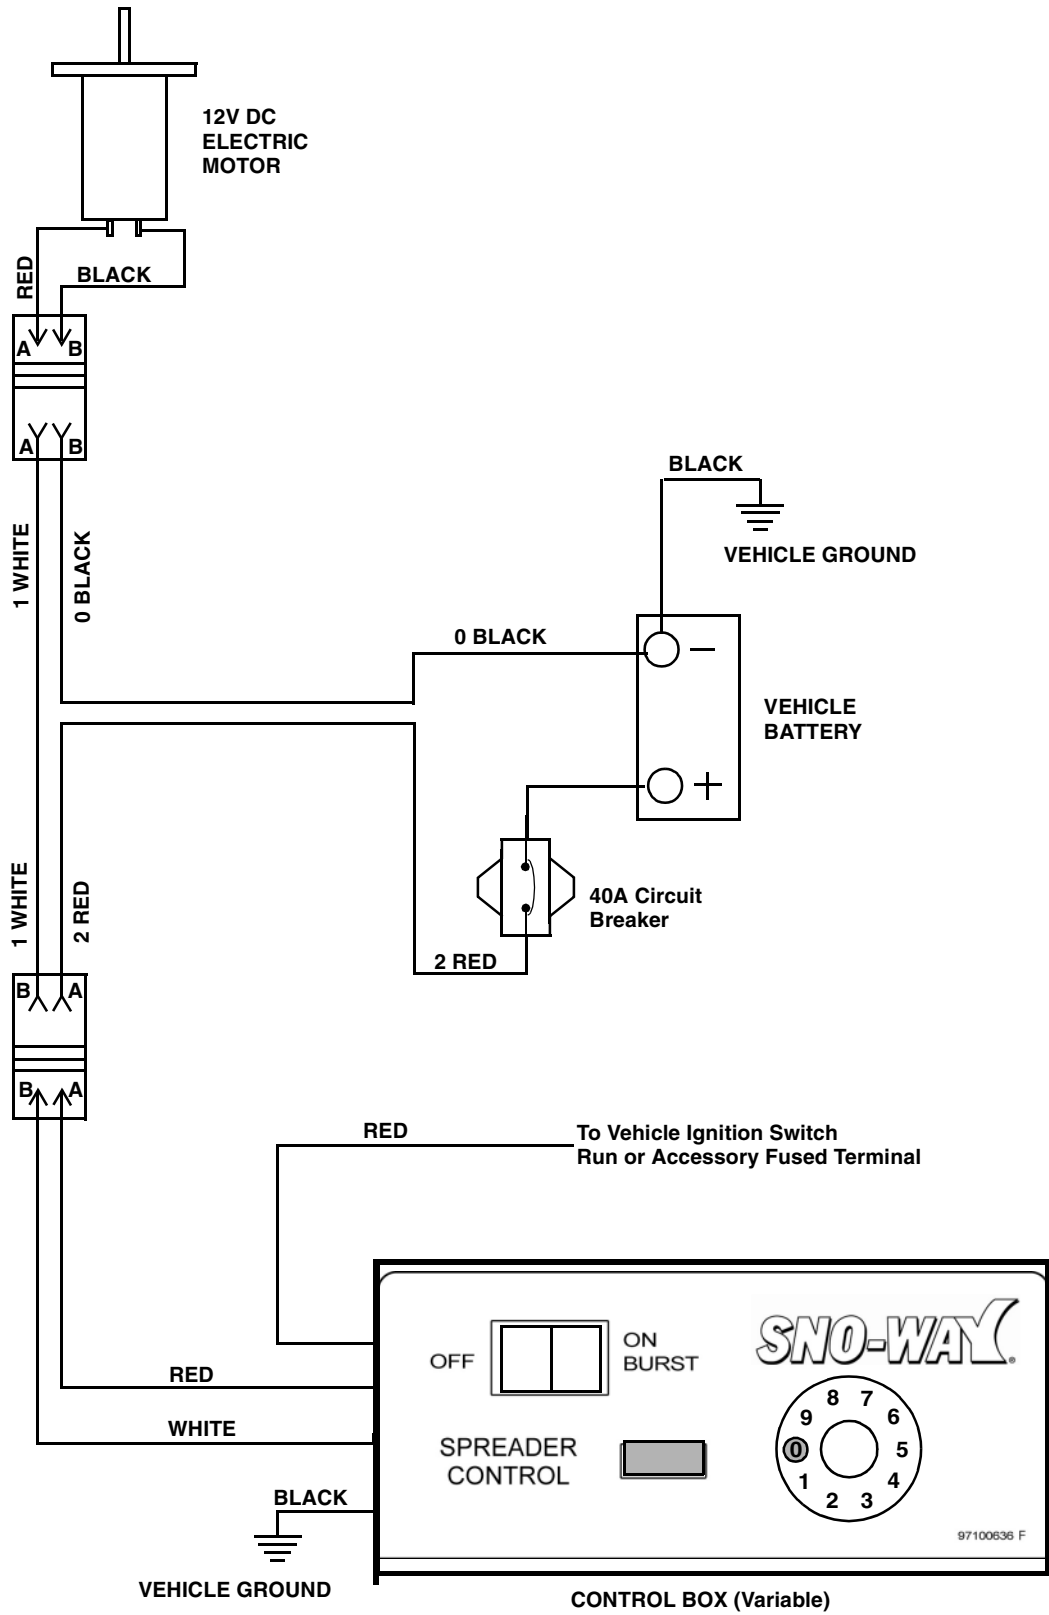 12V DC
ELECTRIC
MOTOR
RED
BLACK
A B
A B
1 WHITE
0 BLACK
BLACK
VEHICLE GROUND
0 BLACK
VEHICLE
BATTERY
40A Circuit
Breaker
2 RED
1 WHITE
2 RED
B A
B A
RED
To Vehicle Ignition Switch
Run or Accessory Fused Terminal
RED
WHITE
BLACK
VEHICLE GROUND
OFF
ON
BURST
SNO-WAY®
SPREADER
CONTROL
0 1 2 3 4 5 6 7 8 9
97100636 F
CONTROL BOX (Variable)